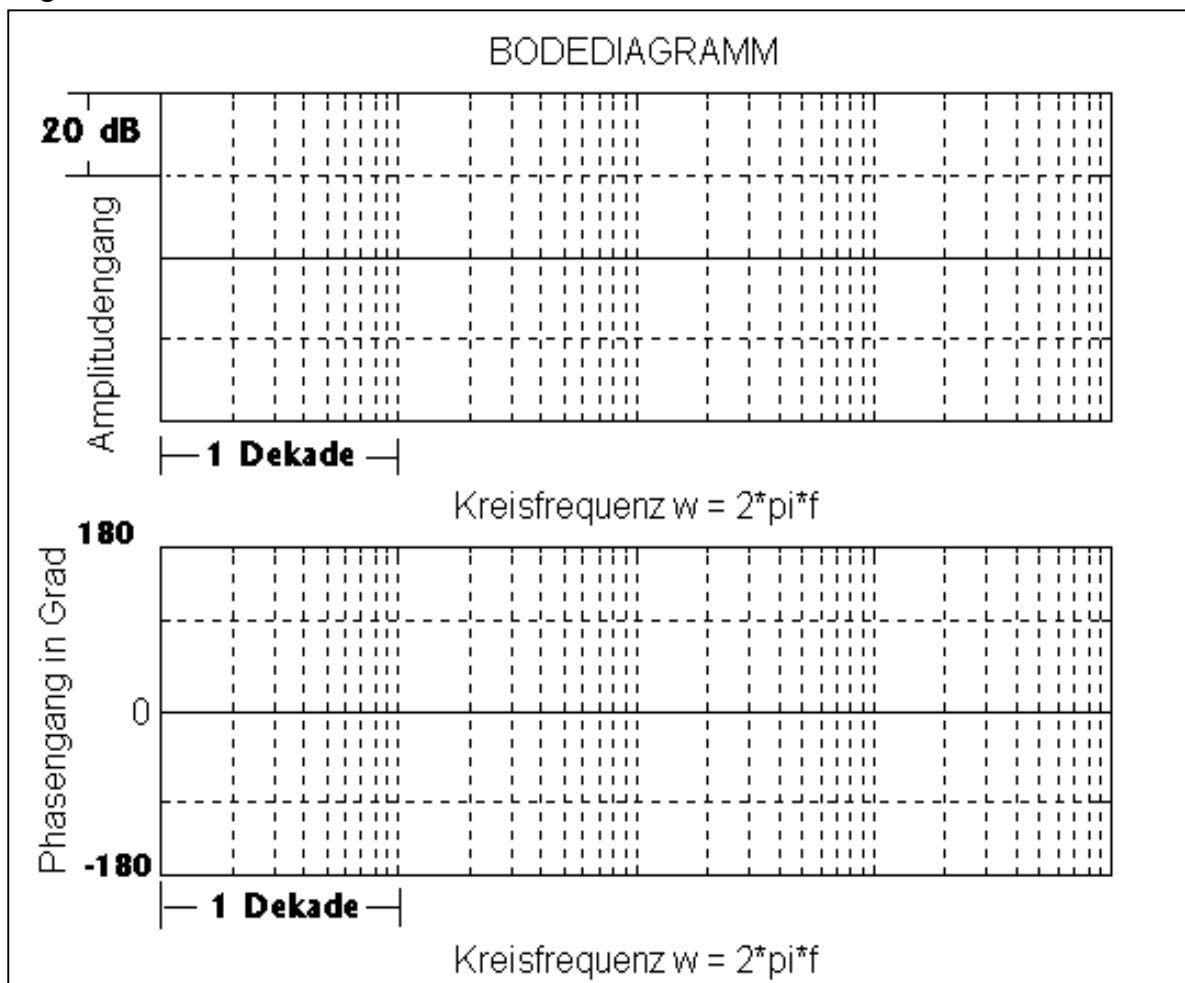 BODEDIAGRAMM
20 dB
Amplitudengang
1 Dekade
Kreisfrequenz w = 2*pi*f
180
Phasengang in Grad
0
-180
1 Dekade
Kreisfrequenz w = 2*pi*f